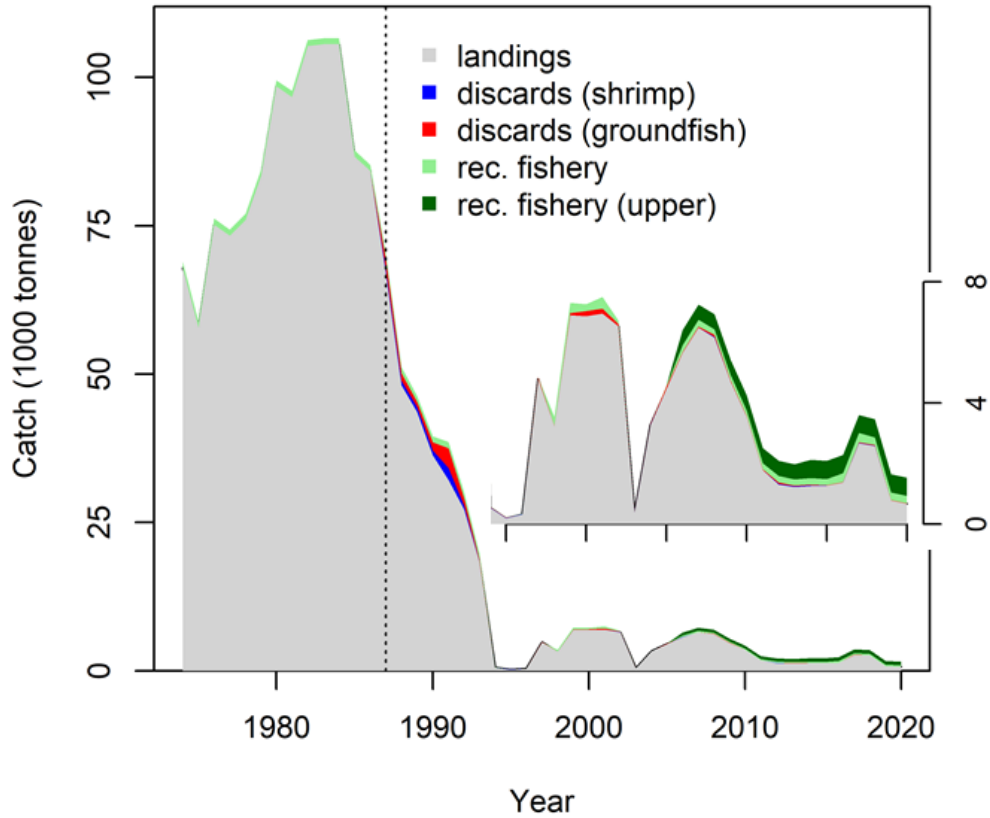 landings
discards (shrimp)
discards (groundfish)
rec. fishery
rec. fishery (upper)
Catch (1000 tonnes)
100
75
50
25
0
8
4
0
1980 1990 2000 2010 2020
Year